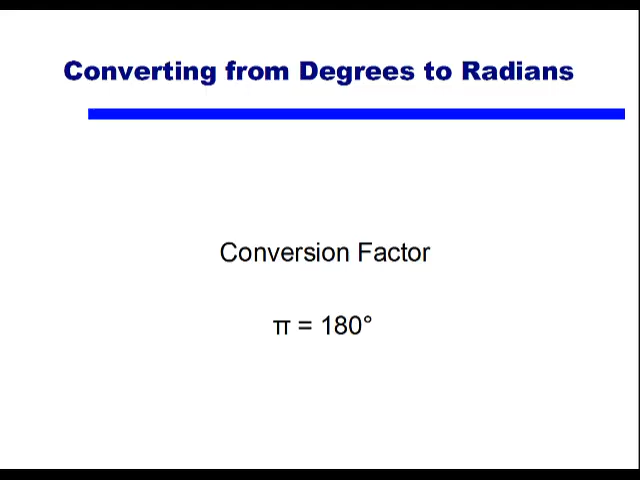 Converting from Degrees to Radians
Conversion Factor
π = 180°